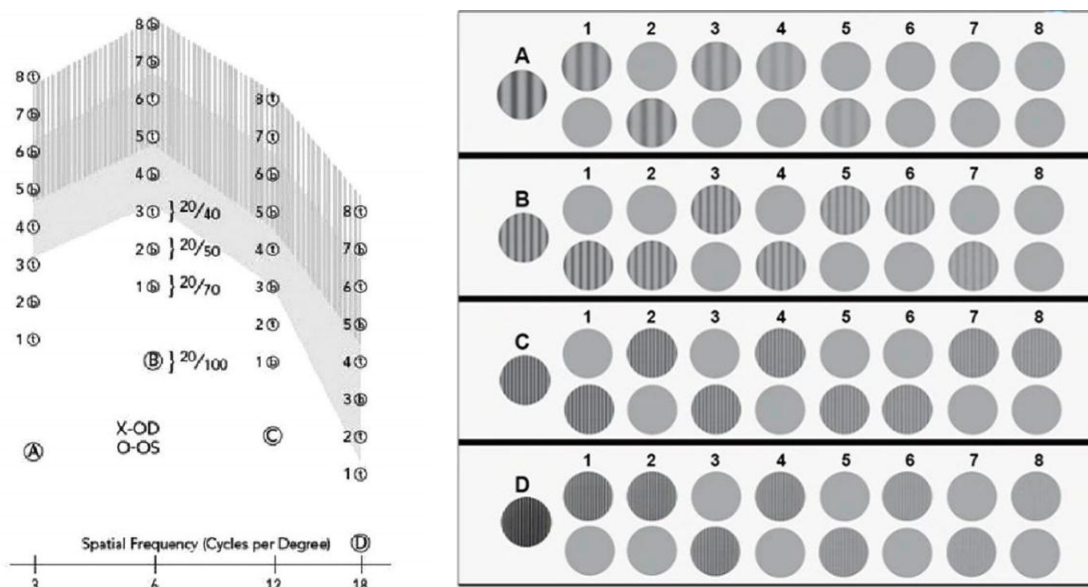 8 ⓣ
7 ⓑ
6 ⓑ
5 ⓑ
4 ⓣ
3 ⓣ
2 ⓑ
1 ⓣ
Ⓐ
8 ⓑ
7 ⓑ
6 ⓣ
5 ⓣ
4 ⓑ
3 ⓣ } 20/40
2 ⓑ } 20/50
1 ⓑ } 20/70
Ⓑ } 20/100
X-OD
O-OS
8 ⓣ
7 ⓣ
6 ⓑ
5 ⓑ
4 ⓣ
3 ⓑ
2 ⓣ
1 ⓑ
Ⓒ
8 ⓣ
7 ⓑ
6 ⓣ
5 ⓑ
4 ⓣ
3 ⓑ
2 ⓣ
1 ⓣ
Spatial Frequency (Cycles per Degree) Ⓓ
3 6 12 18
1 2 3 4 5 6 7 8
A
1 2 3 4 5 6 7 8
B
1 2 3 4 5 6 7 8
C
1 2 3 4 5 6 7 8
D